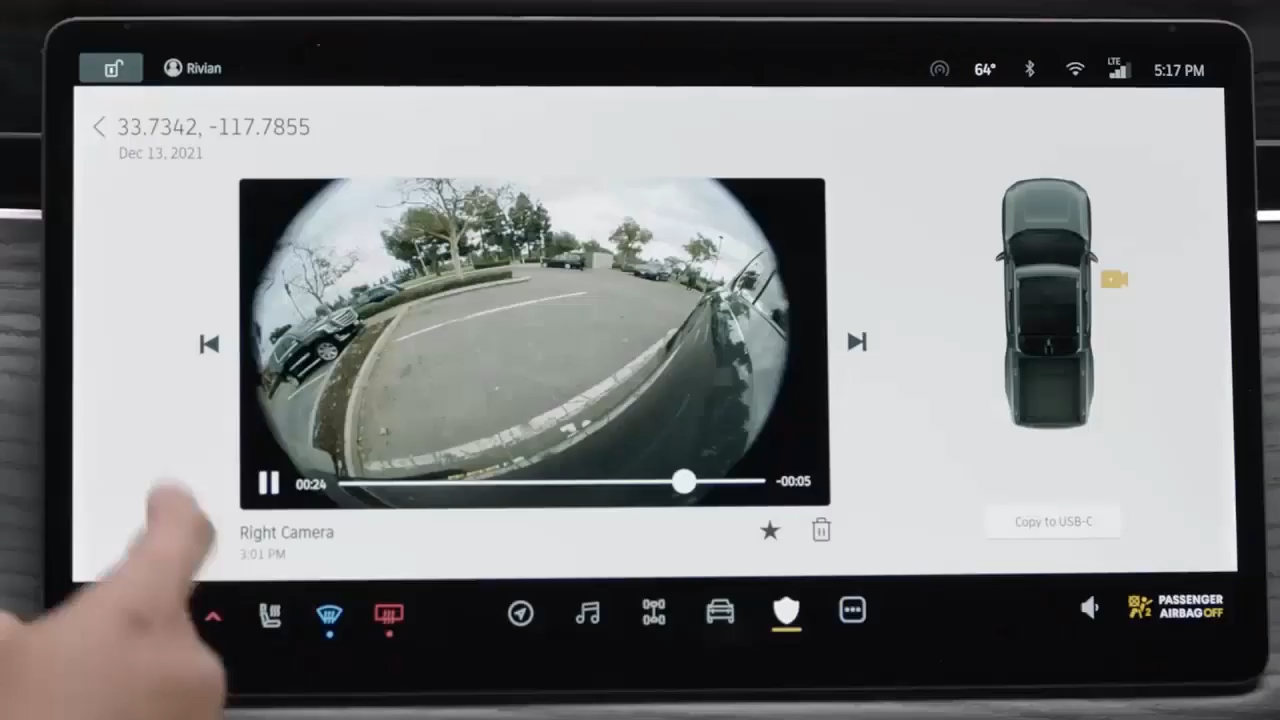 Rivian
64°
LTE
5:17 PM
33.7342, -117.7855
Dec 13, 2021
00:24
-00:05
Right Camera
3:01 PM
Copy to USB-C
PASSENGER
AIRBAG OFF
2